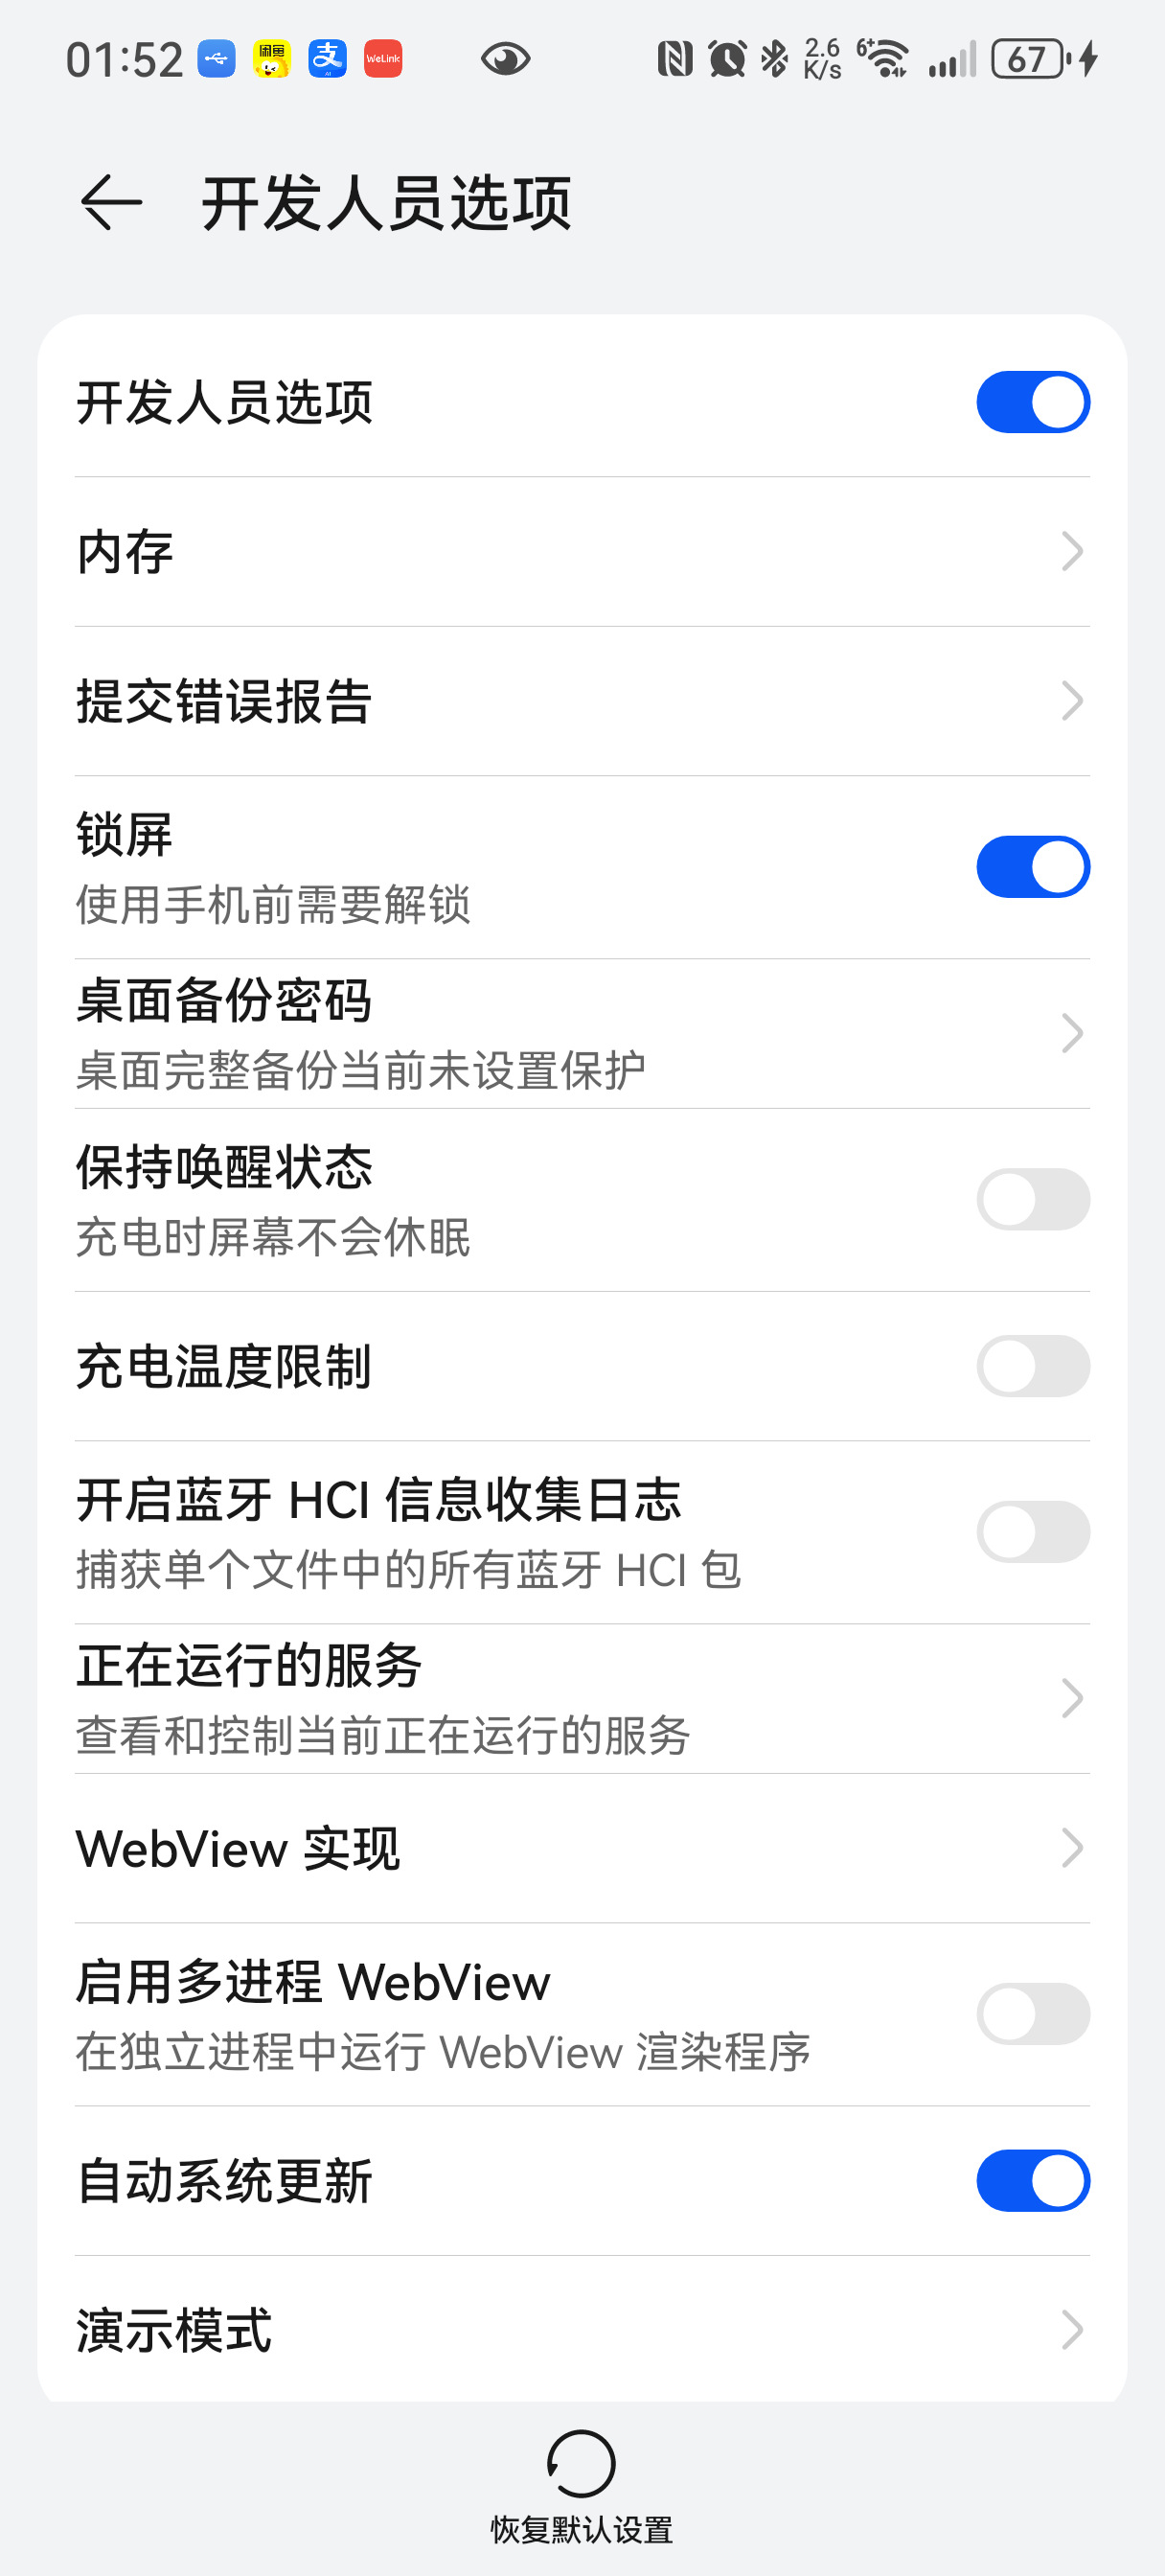 01:52 闲鱼 支 AI WeLink 2.6 K/s 6+ 67
开发人员选项
开发人员选项
内存
提交错误报告
锁屏
使用手机前需要解锁
桌面备份密码
桌面完整备份当前未设置保护
保持唤醒状态
充电时屏幕不会休眠
充电温度限制
开启蓝牙 HCI 信息收集日志
捕获单个文件中的所有蓝牙 HCI 包
正在运行的服务
查看和控制当前正在运行的服务
WebView 实现
启用多进程 WebView
在独立进程中运行 WebView 渲染程序
自动系统更新
演示模式
恢复默认设置